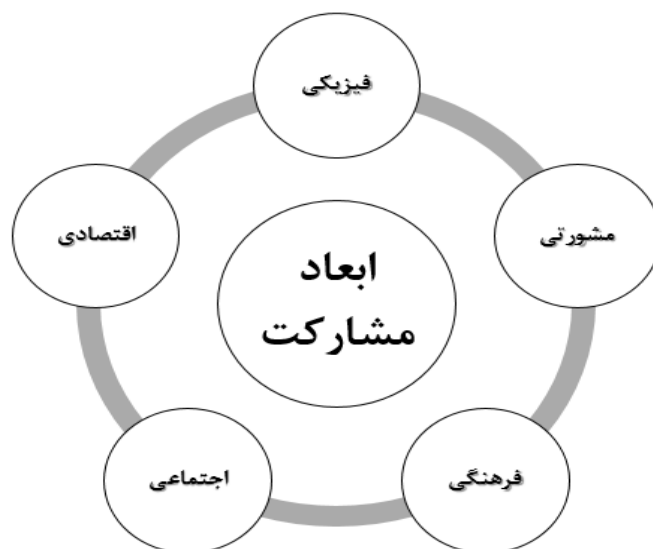 فیزیکی
مشورتی
فرهنگی
اجتماعی
اقتصادی
ابعاد
مشارکت